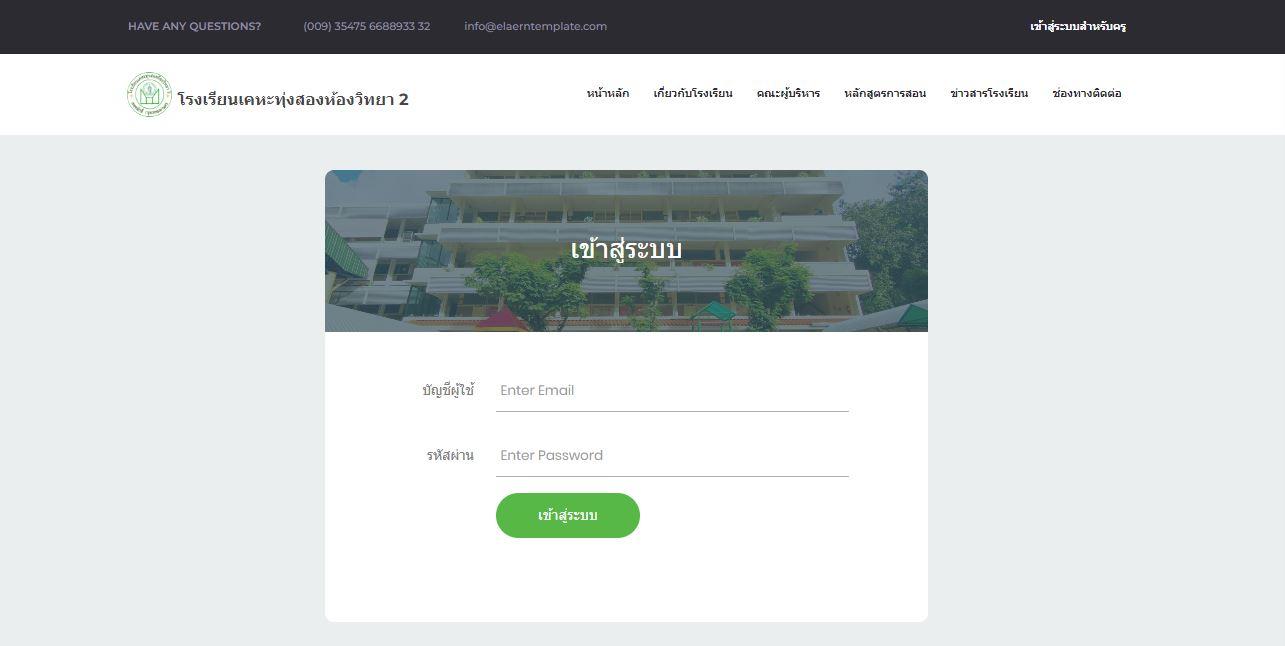 HAVE ANY QUESTIONS? (009) 35475 6688933 32 info@elaerntemplate.com เข้าสู่ระบบสำหรับครู
โรงเรียนเคหะทุ่งสองห้องวิทยา 2 หน้าหลัก เกี่ยวกับโรงเรียน คณะผู้บริหาร หลักสูตรการสอน ข่าวสารโรงเรียน ช่องทางติดต่อ
เข้าสู่ระบบ
บัญชีผู้ใช้ Enter Email
รหัสผ่าน Enter Password
เข้าสู่ระบบ